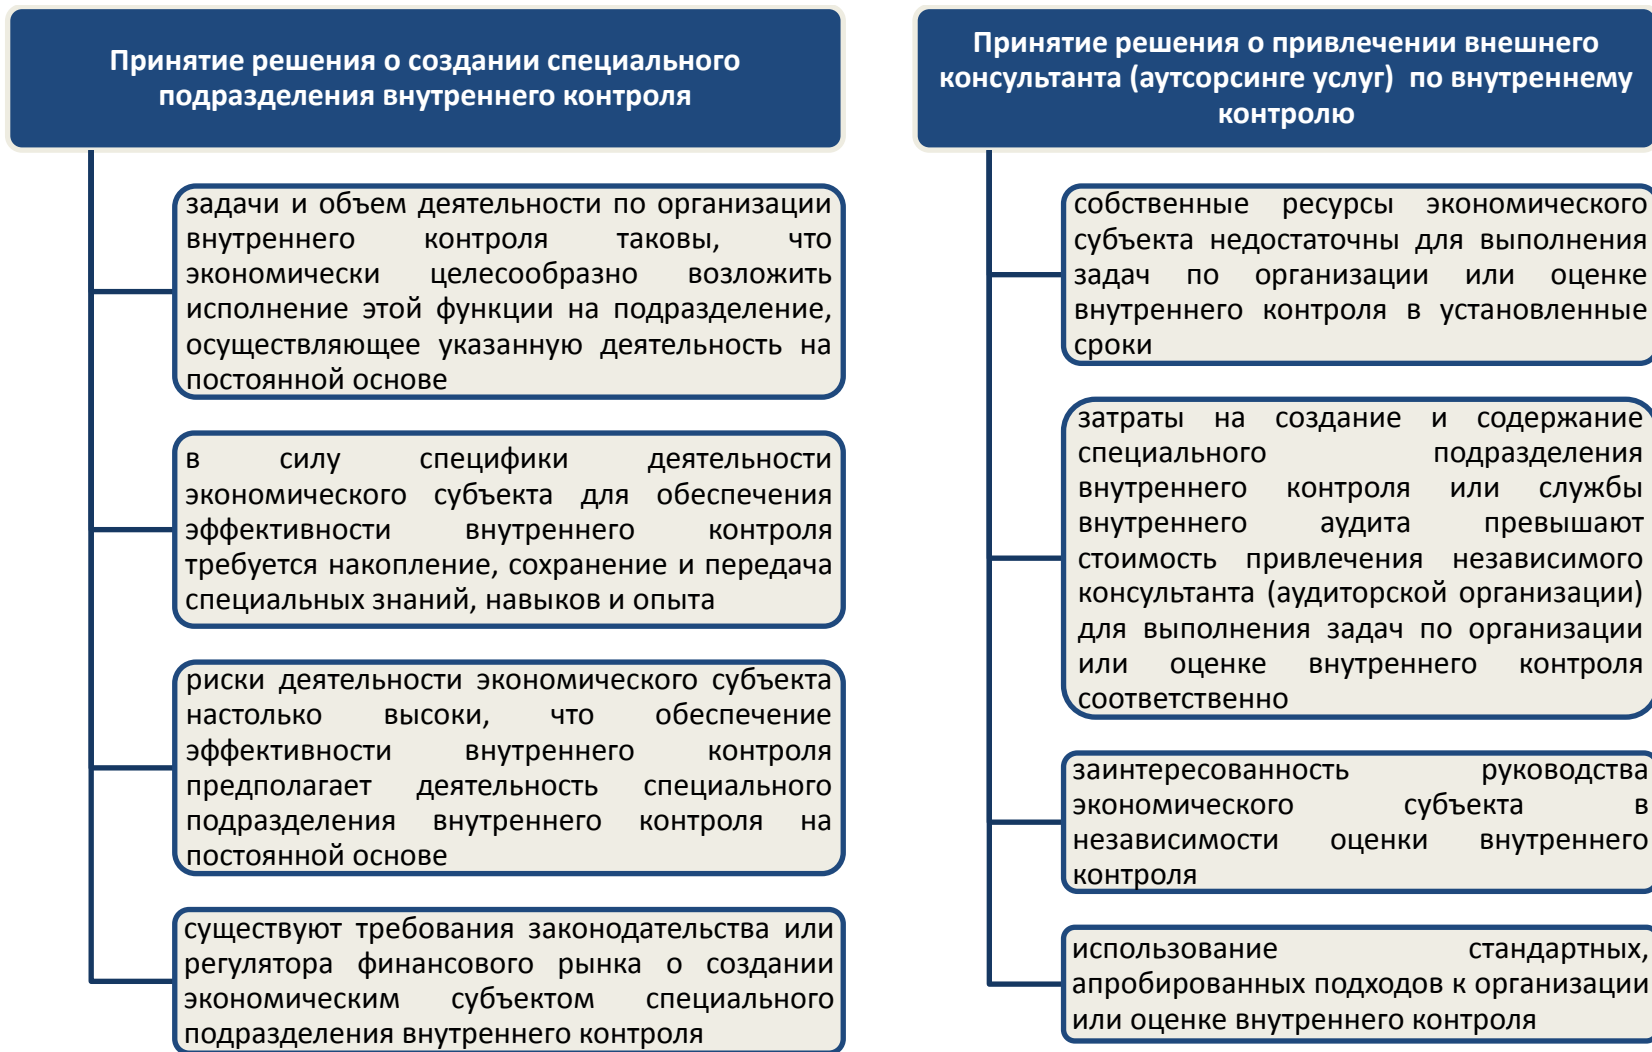 Принятие решения о создании специального
подразделения внутреннего контроля
задачи и объем деятельности по организации
внутреннего контроля таковы, что
экономически целесообразно возложить
исполнение этой функции на подразделение,
осуществляющее указанную деятельность на
постоянной основе
в силу специфики деятельности
экономического субъекта для обеспечения
эффективности внутреннего контроля
требуется накопление, сохранение и передача
специальных знаний, навыков и опыта
риски деятельности экономического субъекта
настолько высоки, что обеспечение
эффективности внутреннего контроля
предполагает деятельность специального
подразделения внутреннего контроля на
постоянной основе
существуют требования законодательства или
регулятора финансового рынка о создании
экономическим субъектом специального
подразделения внутреннего контроля
Принятие решения о привлечении внешнего
консультанта (аутсорсинге услуг) по внутреннему
контролю
собственные ресурсы экономического
субъекта недостаточны для выполнения
задач по организации или оценке
внутреннего контроля в установленные
сроки
затраты на создание и содержание
специального подразделения
внутреннего контроля или службы
внутреннего аудита превышают
стоимость привлечения независимого
консультанта (аудиторской организации)
для выполнения задач по организации
или оценке внутреннего контроля
соответственно
заинтересованность руководства
экономического субъекта в
независимости оценки внутреннего
контроля
использование стандартных,
апробированных подходов к организации
или оценке внутреннего контроля